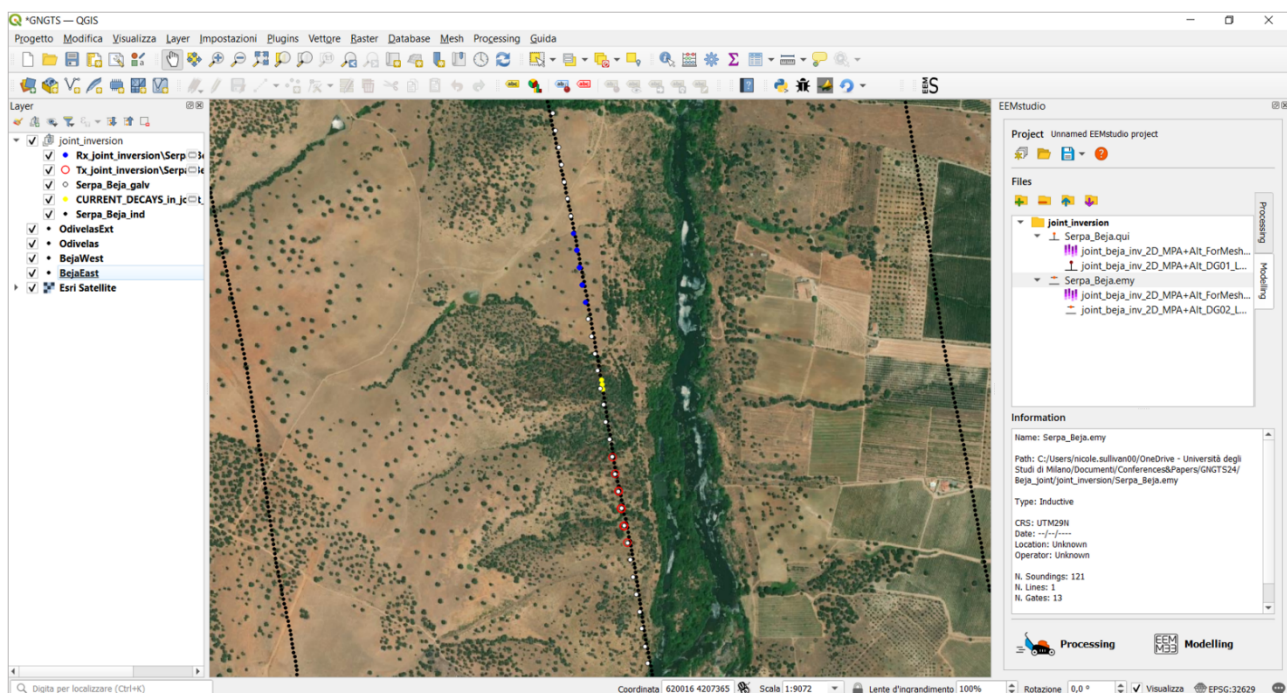 *GNGTS — QGIS
Progetto Modifica Visualizza Layer Impostazioni Plugins Vettore Raster Database Mesh Processing Guida
EEMS
Layer
joint_inversion
Rx_joint_inversion\Serpa
Tx_joint_inversion\Serpa
Serpa_Beja_galv
CURRENT_DECAYS_in_jo
Serpa_Beja_ind
OdivelasExt
Odivelas
BejaWest
BejaEast
Esri Satellite
EEMstudio
Project Unnamed EEMstudio project
Files
joint_inversion
Serpa_Beja.qui
joint_beja_inv_2D_MPA+Alt_ForMesh...
joint_beja_inv_2D_MPA+Alt_DG01_L...
Serpa_Beja.emy
joint_beja_inv_2D_MPA+Alt_ForMesh...
joint_beja_inv_2D_MPA+Alt_DG02_L...
Processing
Modelling
Information
Name: Serpa_Beja.emy
Path: C:/Users/nicole.sullivan00/OneDrive - Università degli
Studi di Milano/Documenti/Conferences&Papers/GNGTS24/
Beja_joint/joint_inversion/Serpa_Beja.emy
Type: Inductive
CRS: UTM29N
Date: --/--/----
Location: Unknown
Operator: Unknown
N. Soundings: 121
N. Lines: 1
N. Gates: 13
Processing
Modelling
Digita per localizzare (Ctrl+K)
Coordinata 620016 4207365 Scala 1:9072 Lente d'ingrandimento 100% Rotazione 0,0 ° Visualizza EPSG:32629